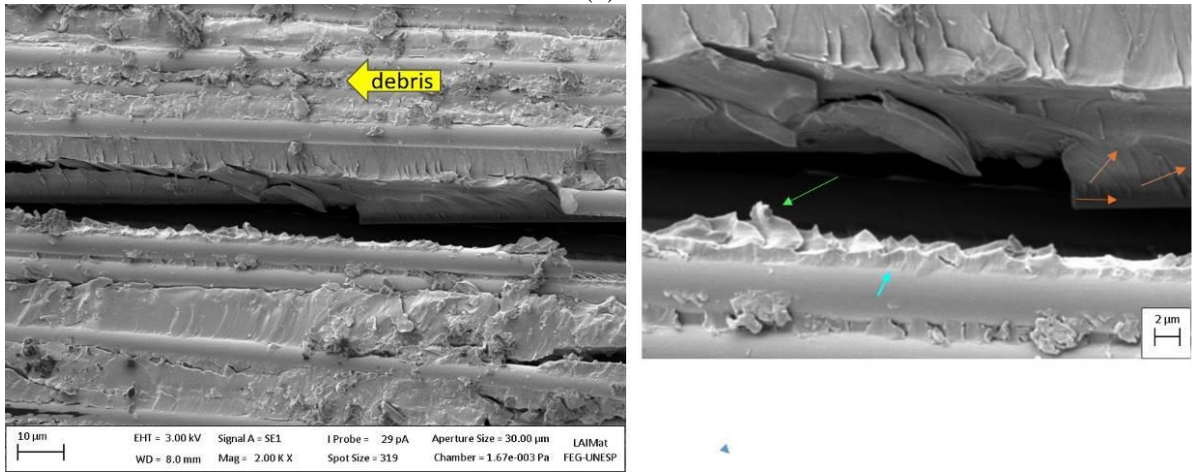 debris
2 µm
10 µm
EHT = 3.00 kV Signal A = SE1 I Probe = 29 pA Aperture Size = 30.00 µm LAIMat
WD = 8.0 mm Mag = 2.00 K X Spot Size = 319 Chamber = 1.67e-003 Pa FEG-UNESP